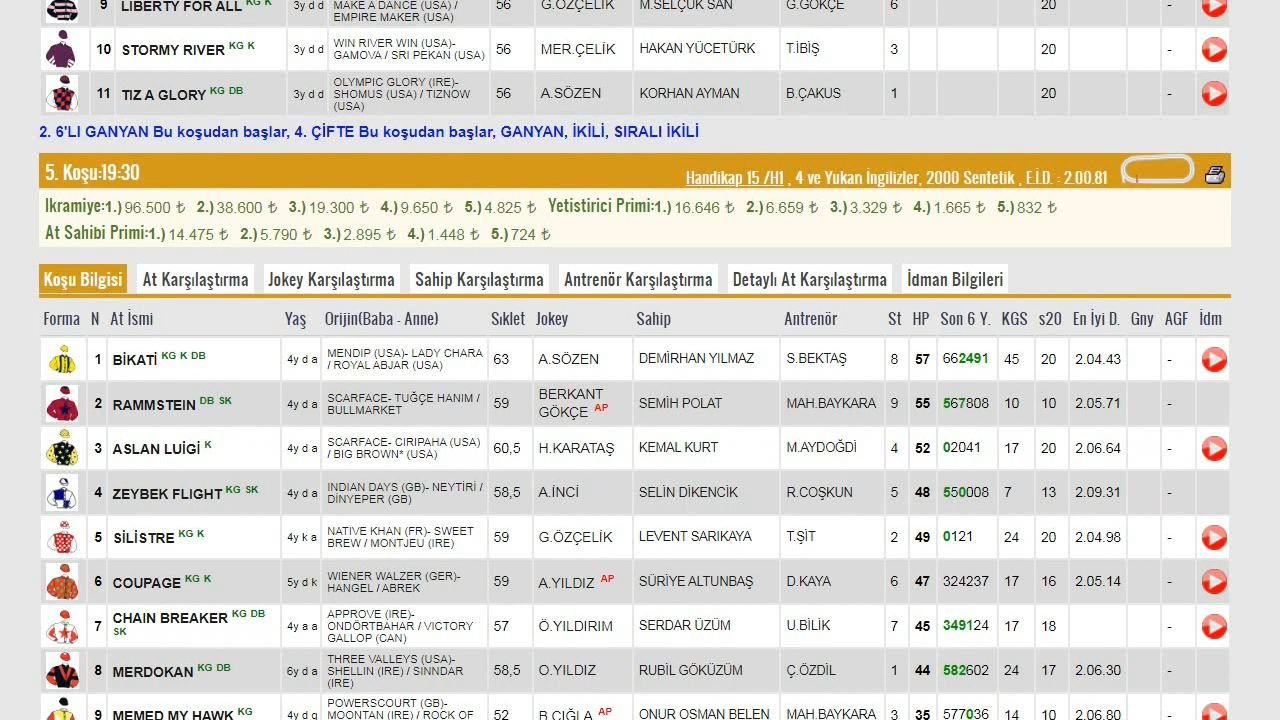 9 LIBERTY FOR ALL KG K 3y d d MAKE A DANCE (USA) / EMPIRE MAKER (USA) 56 G.ÖZÇELİK M.SELÇUK SAN G.GÖKÇE 6 20 -
10 STORMY RIVER KG K 3y d d WIN RIVER WIN (USA)- GAMOVA / SRI PEKAN (USA) 56 MER.ÇELİK HAKAN YÜCETÜRK T.İBİŞ 3 20 -
11 TIZ A GLORY KG DB 3y d d OLYMPIC GLORY (IRE)- SHOMUS (USA) / TIZNOW (USA) 56 A.SÖZEN KORHAN AYMAN B.ÇAKUS 1 20 -
2. 6'LI GANYAN Bu koşudan başlar, 4. ÇİFTE Bu koşudan başlar, GANYAN, İKİLİ, SIRALI İKİLİ
5. Koşu:19:30 Handikap 15 /H1 , 4 ve Yukarı İngilizler, 2000 Sentetik , E.İ.D. : 2.00.81
Ikramiye:1.) 96.500 ₺ 2.) 38.600 ₺ 3.) 19.300 ₺ 4.) 9.650 ₺ 5.) 4.825 ₺ Yetistirici Primi:1.) 16.646 ₺ 2.) 6.659 ₺ 3.) 3.329 ₺ 4.) 1.665 ₺ 5.) 832 ₺
At Sahibi Primi:1.) 14.475 ₺ 2.) 5.790 ₺ 3.) 2.895 ₺ 4.) 1.448 ₺ 5.) 724 ₺
Koşu Bilgisi At Karşılaştırma Jokey Karşılaştırma Sahip Karşılaştırma Antrenör Karşılaştırma Detaylı At Karşılaştırma İdman Bilgileri
Forma N At İsmi Yaş Orijin(Baba - Anne) Sıklet Jokey Sahip Antrenör St HP Son 6 Y. KGS s20 En İyi D. Gny AGF İdm
1 BİKATİ KG K DB 4y d a MENDIP (USA)- LADY CHARA / ROYAL ABJAR (USA) 63 A.SÖZEN DEMİRHAN YILMAZ S.BEKTAŞ 8 57 662491 45 20 2.04.43 -
2 RAMMSTEIN DB SK 4y d a SCARFACE- TUĞÇE HANIM / BULLMARKET 59 BERKANT GÖKÇE AP SEMİH POLAT MAH.BAYKARA 9 55 567808 10 10 2.05.71 -
3 ASLAN LUİGİ K 4y d a SCARFACE- CIRIPAHA (USA) / BIG BROWN* (USA) 60,5 H.KARATAŞ KEMAL KURT M.AYDOĞDİ 4 52 02041 17 20 2.06.64 -
4 ZEYBEK FLIGHT KG SK 4y d a INDIAN DAYS (GB)- NEYTİRİ / DİNYEPER (GB) 58,5 A.İNCİ SELİN DİKENCİK R.COŞKUN 5 48 550008 7 13 2.09.31 -
5 SİLİSTRE KG K 4y k a NATIVE KHAN (FR)- SWEET BREW / MONTJEU (IRE) 59 G.ÖZÇELİK LEVENT SARIKAYA T.ŞİT 2 49 0121 24 20 2.04.98 -
6 COUPAGE KG K 5y d k WIENER WALZER (GER)- HANGEL / ABREK 59 A.YILDIZ AP SÜRİYE ALTUNBAŞ D.KAYA 6 47 324237 17 16 2.05.14 -
7 CHAIN BREAKER KG DB SK 4y a a APPROVE (IRE)- ONDÖRTBAHAR / VICTORY GALLOP (CAN) 57 Ö.YILDIRIM SERDAR ÜZÜM U.BİLİK 7 45 349124 17 18 -
8 MERDOKAN KG DB 6y d a THREE VALLEYS (USA)- SHELLIN (IRE) / SINNDAR (IRE) 58,5 O.YILDIZ RUBİL GÖKÜZÜM Ç.ÖZDİL 1 44 582602 24 17 2.06.30 -
9 MEMED MY HAWK KG 4y d g POWERSCOURT (GB)- MOONTAN (IRE) / ROCK OF 52 B.CIĞLA AP ONUR OSMAN BELEN MAH.BAYKARA 3 35 577036 14 10 2.06.80 -